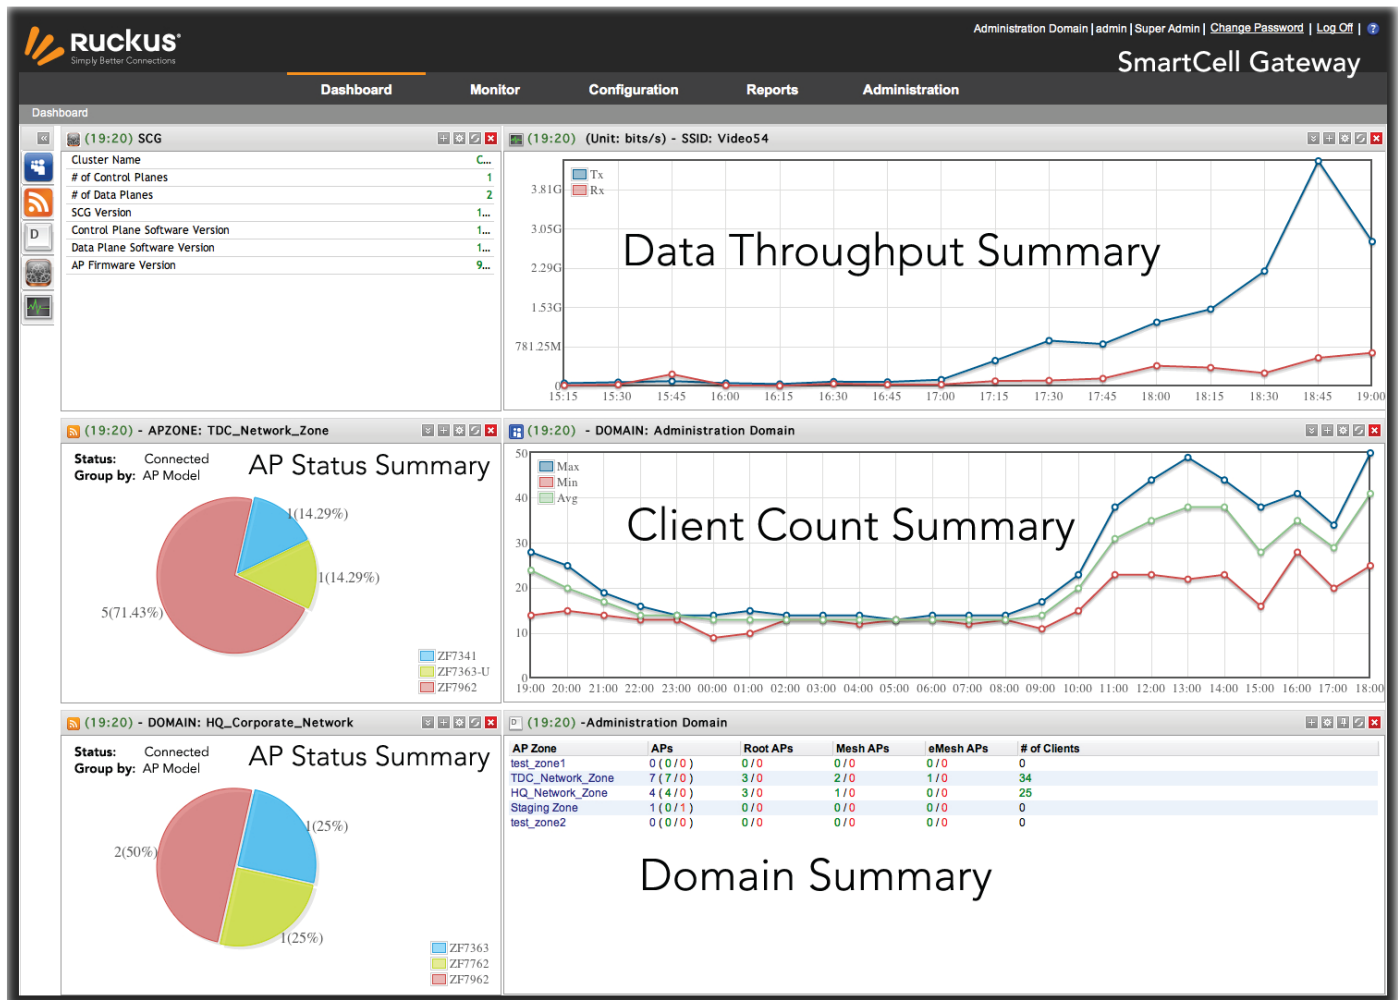 Administration Domain | admin | Super Admin | Change Password | Log Off | ?
Ruckus
Simply Better Connections
SmartCell Gateway
Dashboard Monitor Configuration Reports Administration
Dashboard
(19:20) SCG
Cluster Name C...
# of Control Planes 1
# of Data Planes 2
SCG Version 1...
Control Plane Software Version 1...
Data Plane Software Version 1...
AP Firmware Version 9...
D
(19:20) (Unit: bits/s) - SSID: Video54
Tx
Rx
3.81G
3.05G
2.29G
1.53G
781.25M
0
Data Throughput Summary
15:15 15:30 15:45 16:00 16:15 16:30 16:45 17:00 17:15 17:30 17:45 18:00 18:15 18:30 18:45 19:00
(19:20) - APZONE: TDC_Network_Zone
Status: Connected
Group by: AP Model
AP Status Summary
1(14.29%)
1(14.29%)
5(71.43%)
ZF7341
ZF7363-U
ZF7962
(19:20) - DOMAIN: Administration Domain
Max
Min
Avg
50
40
30
20
10
0
Client Count Summary
19:00 20:00 21:00 22:00 23:00 00:00 01:00 02:00 03:00 04:00 05:00 06:00 07:00 08:00 09:00 10:00 11:00 12:00 13:00 14:00 15:00 16:00 17:00 18:00
(19:20) - DOMAIN: HQ_Corporate_Network
Status: Connected
Group by: AP Model
AP Status Summary
1(25%)
2(50%)
1(25%)
ZF7363
ZF7762
ZF7962
D (19:20) -Administration Domain
AP Zone APs Root APs Mesh APs eMesh APs # of Clients
test_zone1 0 ( 0 / 0 ) 0 / 0 0 / 0 0 / 0 0
TDC_Network_Zone 7 ( 7 / 0 ) 3 / 0 2 / 0 1 / 0 34
HQ_Network_Zone 4 ( 4 / 0 ) 3 / 0 1 / 0 0 / 0 25
Staging Zone 1 ( 0 / 1 ) 0 / 0 0 / 0 0 / 0 0
test_zone2 0 ( 0 / 0 ) 0 / 0 0 / 0 0 / 0 0
Domain Summary